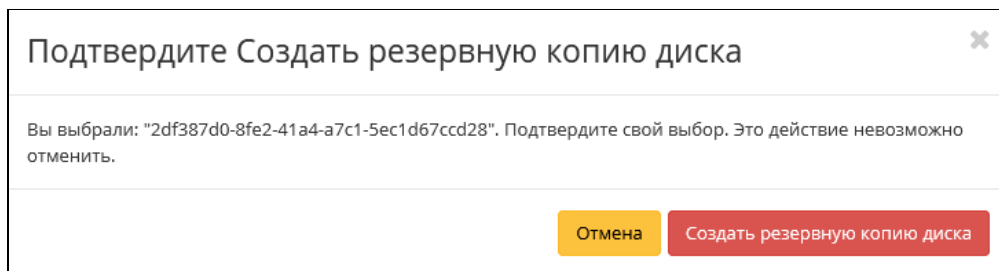 Подтвердите Создать резервную копию диска
Вы выбрали: "2df387d0-8fe2-41a4-a7c1-5ec1d67ccd28". Подтвердите свой выбор. Это действие невозможно
отменить.
Отмена
Создать резервную копию диска